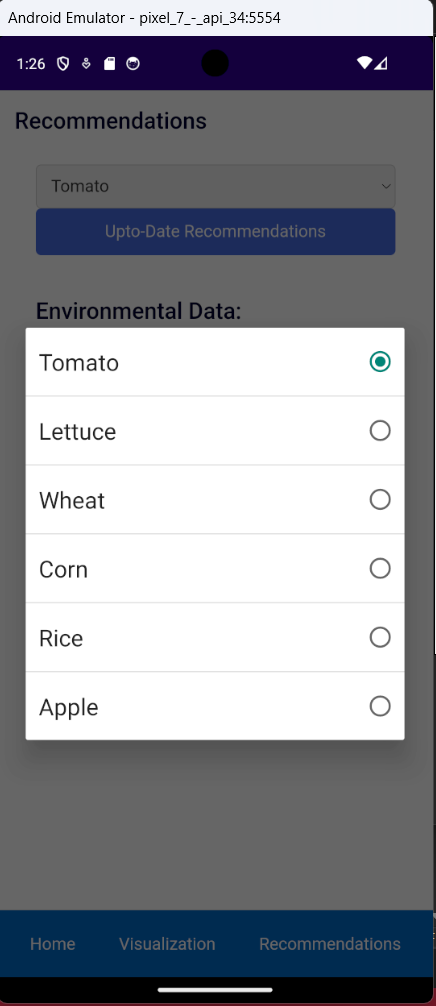 Android Emulator - pixel_7_-_api_34:5554
1:26
Recommendations
Tomato
Upto-Date Recommendations
Environmental Data:
Tomato
Lettuce
Wheat
Corn
Rice
Apple
Home Visualization Recommendations